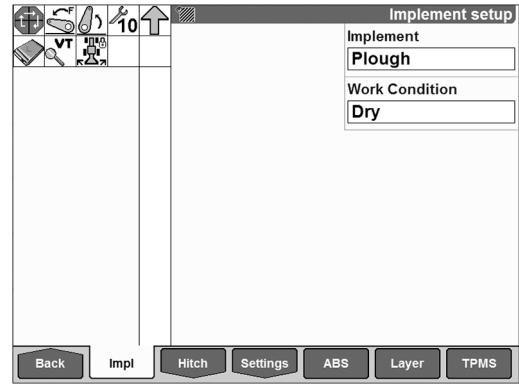 F
10
Implement setup
VT
Implement
Plough
Work Condition
Dry
Back
Impl
Hitch
Settings
ABS
Layer
TPMS